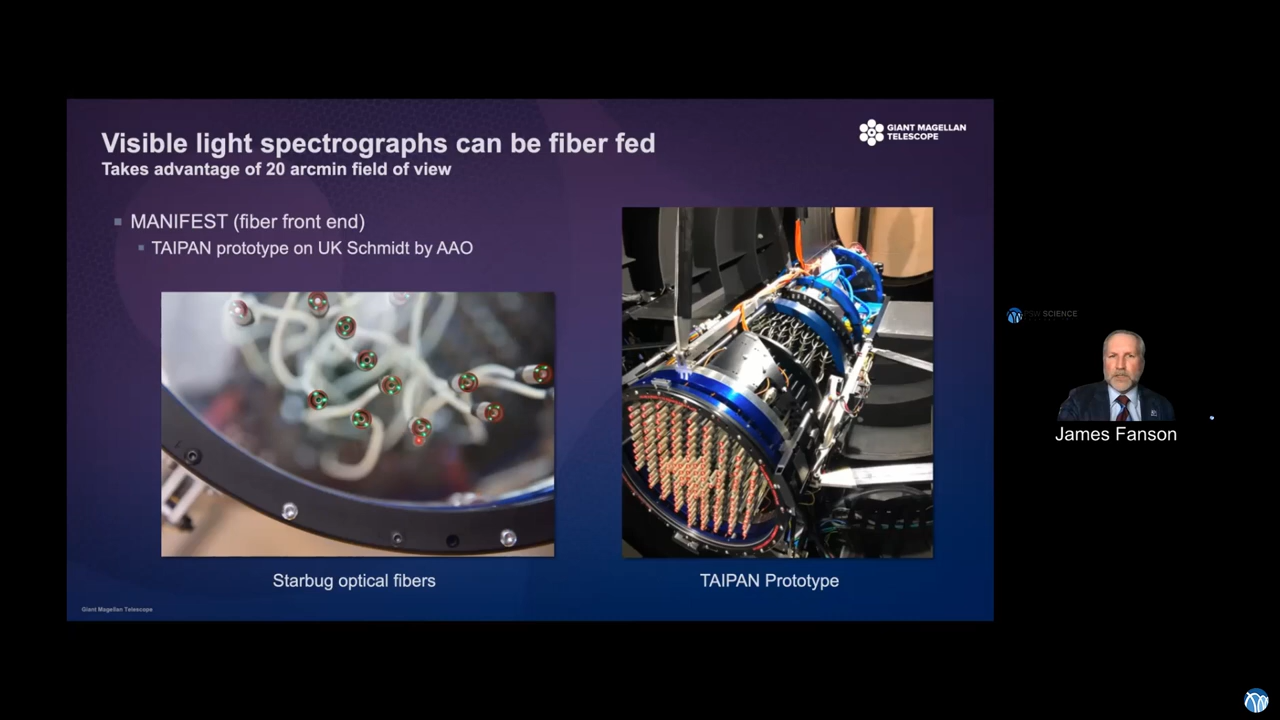 Visible light spectrographs can be fiber fed
Takes advantage of 20 arcmin field of view
GIANT MAGELLAN
TELESCOPE
MANIFEST (fiber front end)
TAIPAN prototype on UK Schmidt by AAO
Starbug optical fibers
TAIPAN Prototype
Giant Magellan Telescope
PSW SCIENCE
James Fanson